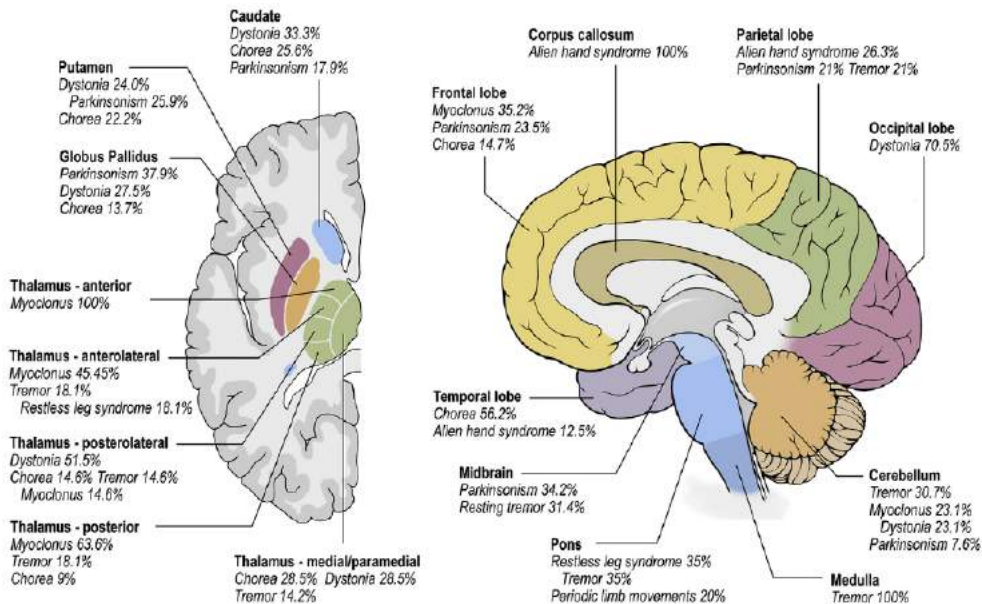 Caudate
Dystonia 33.3%
Chorea 25.6%
Parkinsonism 17.9%
Putamen
Dystonia 24.0%
Parkinsonism 25.9%
Chorea 22.2%
Globus Pallidus
Parkinsonism 37.9%
Dystonia 27.5%
Chorea 13.7%
Thalamus - anterior
Myoclonus 100%
Thalamus - anterolateral
Myoclonus 45.45%
Tremor 18.1%
Restless leg syndrome 18.1%
Thalamus - posterolateral
Dystonia 51.5%
Chorea 14.6% Tremor 14.6%
Myoclonus 14.6%
Thalamus - posterior
Myoclonus 63.6%
Tremor 18.1%
Chorea 9%
Thalamus - medial/paramedial
Chorea 28.5% Dystonia 28.5%
Tremor 14.2%
Corpus callosum
Alien hand syndrome 100%
Parietal lobe
Alien hand syndrome 26.3%
Parkinsonism 21% Tremor 21%
Frontal lobe
Myoclonus 35.2%
Parkinsonism 23.5%
Chorea 14.7%
Occipital lobe
Dystonia 70.5%
Temporal lobe
Chorea 56.2%
Alien hand syndrome 12.5%
Midbrain
Parkinsonism 34.2%
Resting tremor 31.4%
Pons
Restless leg syndrome 35%
Tremor 35%
Periodic limb movements 20%
Cerebellum
Tremor 30.7%
Myoclonus 23.1%
Dystonia 23.1%
Parkinsonism 7.6%
Medulla
Tremor 100%